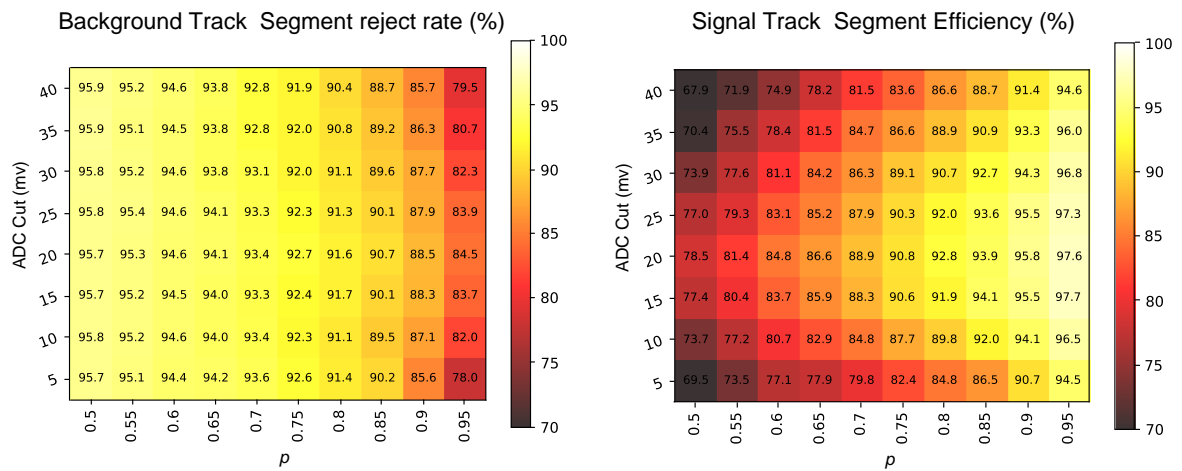 Background Track Segment reject rate (%)
ADC Cut (mv)
40 95.9 95.2 94.6 93.8 92.8 91.9 90.4 88.7 85.7 79.5
35 95.9 95.1 94.5 93.8 92.8 92.0 90.8 89.2 86.3 80.7
30 95.8 95.2 94.6 93.8 93.1 92.0 91.1 89.6 87.7 82.3
25 95.8 95.4 94.6 94.1 93.3 92.3 91.3 90.1 87.9 83.9
20 95.7 95.3 94.6 94.1 93.4 92.7 91.6 90.7 88.5 84.5
15 95.7 95.2 94.5 94.0 93.3 92.4 91.7 90.1 88.3 83.7
10 95.8 95.2 94.6 94.0 93.4 92.3 91.1 89.5 87.1 82.0
5 95.7 95.1 94.4 94.2 93.6 92.6 91.4 90.2 85.6 78.0
0.5 0.55 0.6 0.65 0.7 0.75 0.8 0.85 0.9 0.95
p
100
95
90
85
80
75
70
Signal Track Segment Efficiency (%)
ADC Cut (mv)
40 67.9 71.9 74.9 78.2 81.5 83.6 86.6 88.7 91.4 94.6
35 70.4 75.5 78.4 81.5 84.7 86.6 88.9 90.9 93.3 96.0
30 73.9 77.6 81.1 84.2 86.3 89.1 90.7 92.7 94.3 96.8
25 77.0 79.3 83.1 85.2 87.9 90.3 92.0 93.6 95.5 97.3
20 78.5 81.4 84.8 86.6 88.9 90.8 92.8 93.9 95.8 97.6
15 77.4 80.4 83.7 85.9 88.3 90.6 91.9 94.1 95.5 97.7
10 73.7 77.2 80.7 82.9 84.8 87.7 89.8 92.0 94.1 96.5
5 69.5 73.5 77.1 77.9 79.8 82.4 84.8 86.5 90.7 94.5
0.5 0.55 0.6 0.65 0.7 0.75 0.8 0.85 0.9 0.95
p
100
95
90
85
80
75
70